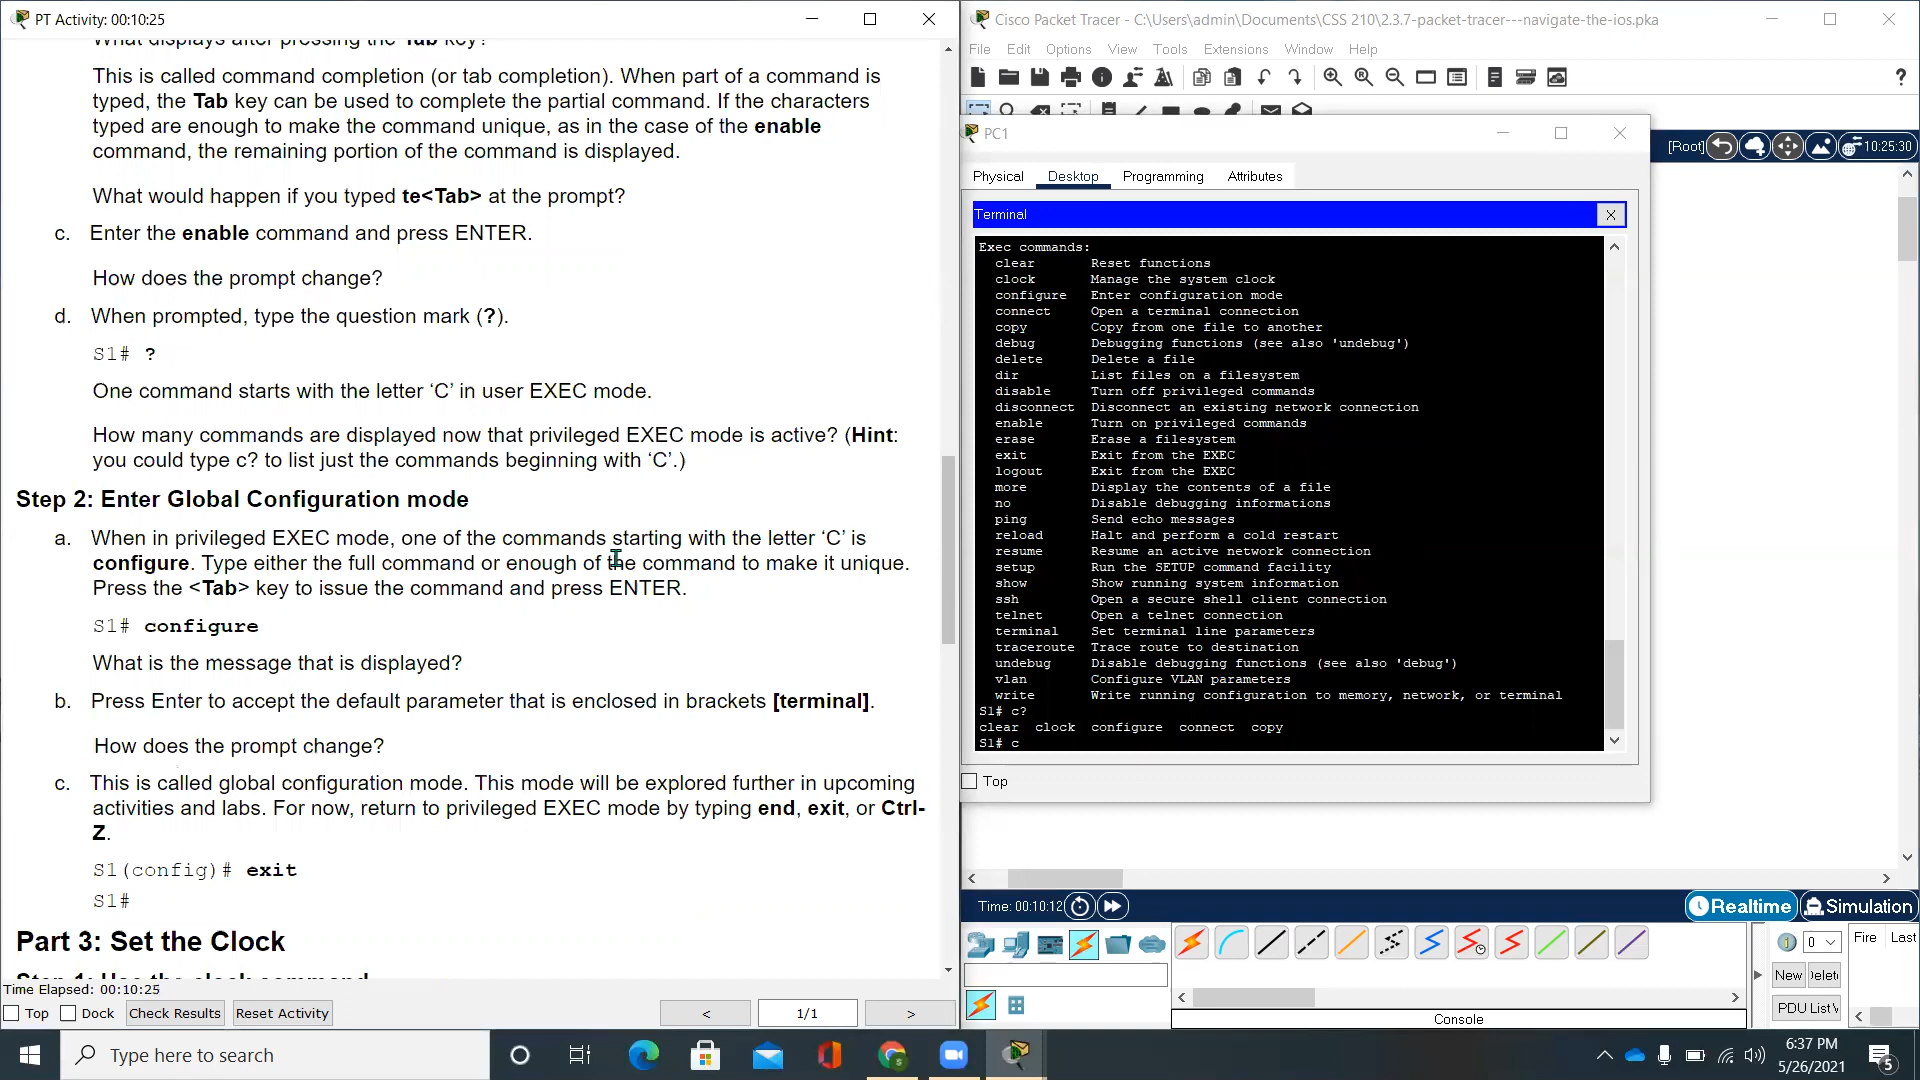 PT Activity: 00:10:25
What displays after pressing the Tab key?
This is called command completion (or tab completion). When part of a command is
typed, the Tab key can be used to complete the partial command. If the characters
typed are enough to make the command unique, as in the case of the enable
command, the remaining portion of the command is displayed.
What would happen if you typed te<Tab> at the prompt?
c. Enter the enable command and press ENTER.
How does the prompt change?
d. When prompted, type the question mark (?).
S1# ?
One command starts with the letter ‘C’ in user EXEC mode.
How many commands are displayed now that privileged EXEC mode is active? (Hint:
you could type c? to list just the commands beginning with ‘C’.)
Step 2: Enter Global Configuration mode
a. When in privileged EXEC mode, one of the commands starting with the letter ‘C’ is
configure. Type either the full command or enough of the command to make it unique.
Press the <Tab> key to issue the command and press ENTER.
S1# configure
What is the message that is displayed?
b. Press Enter to accept the default parameter that is enclosed in brackets [terminal].
How does the prompt change?
c. This is called global configuration mode. This mode will be explored further in upcoming
activities and labs. For now, return to privileged EXEC mode by typing end, exit, or Ctrl-
Z.
S1(config)# exit
S1#
Part 3: Set the Clock
Step 1: Use the clock command
Time Elapsed: 00:10:25
Top Dock Check Results Reset Activity < 1/1 >
Cisco Packet Tracer - C:\Users\admin\Documents\CSS 210\2.3.7-packet-tracer---navigate-the-ios.pka
File Edit Options View Tools Extensions Window Help
?
[Root] 10:25:30
PC1
Physical Desktop Programming Attributes
Terminal X
Exec commands:
clear Reset functions
clock Manage the system clock
configure Enter configuration mode
connect Open a terminal connection
copy Copy from one file to another
debug Debugging functions (see also 'undebug')
delete Delete a file
dir List files on a filesystem
disable Turn off privileged commands
disconnect Disconnect an existing network connection
enable Turn on privileged commands
erase Erase a filesystem
exit Exit from the EXEC
logout Exit from the EXEC
more Display the contents of a file
no Disable debugging informations
ping Send echo messages
reload Halt and perform a cold restart
resume Resume an active network connection
setup Run the SETUP command facility
show Show running system information
ssh Open a secure shell client connection
telnet Open a telnet connection
terminal Set terminal line parameters
traceroute Trace route to destination
undebug Disable debugging functions (see also 'debug')
vlan Configure VLAN parameters
write Write running configuration to memory, network, or terminal
S1# c?
clear clock configure connect copy
S1# c
Top
Time: 00:10:12 Realtime Simulation
0 Fire Last
New Delete
PDU List
Console
Type here to search
6:37 PM
5/26/2021
5